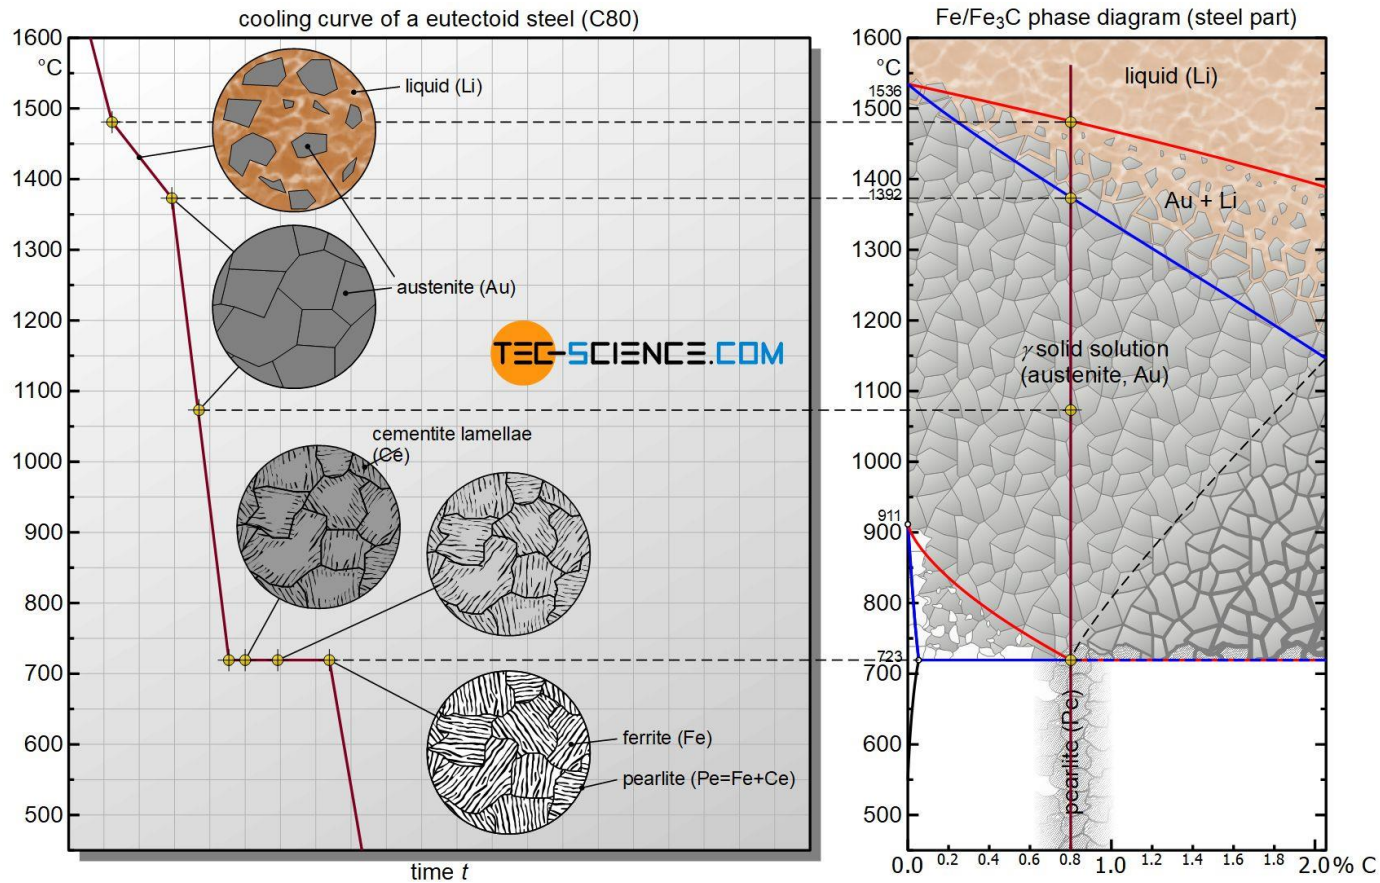 cooling curve of a eutectoid steel (C80)
1600
°C
1500
1400
1300
1200
1100
1000
900
800
700
600
500
liquid (Li)
austenite (Au)
TEC-SCIENCE.COM
cementite lamellae
(Ce)
ferrite (Fe)
pearlite (Pe=Fe+Ce)
time t
Fe/Fe₃C phase diagram (steel part)
1600
°C
1536
1500
1400
1392
1300
1200
1100
1000
911
900
800
723
700
600
500
liquid (Li)
Au + Li
γ solid solution
(austenite, Au)
pearlite (Pe)
0.0 0.2 0.4 0.6 0.8 1.0 1.2 1.4 1.6 1.8 2.0 % C